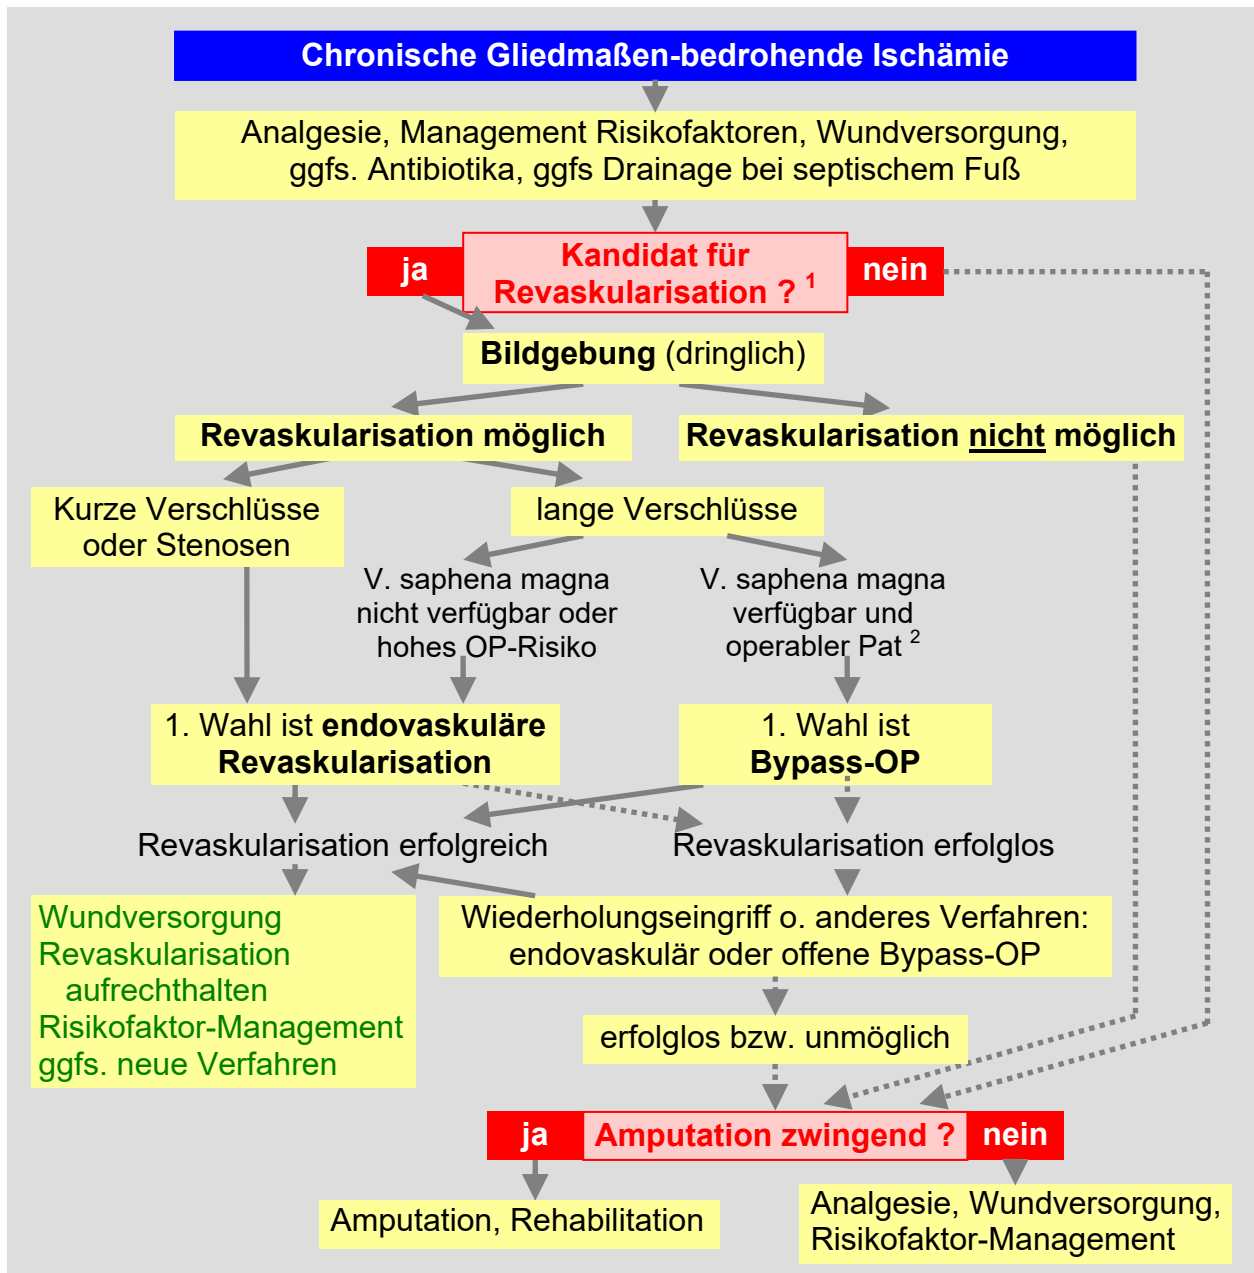 Chronische Gliedmaßen-bedrohende Ischämie
Analgesie, Management Risikofaktoren, Wundversorgung,
ggfs. Antibiotika, ggfs Drainage bei septischem Fuß
ja
Kandidat für
Revaskularisation ? 1
nein
Bildgebung (dringlich)
Revaskularisation möglich
Revaskularisation nicht möglich
Kurze Verschlüsse
oder Stenosen
lange Verschlüsse
V. saphena magna
nicht verfügbar oder
hohes OP-Risiko
V. saphena magna
verfügbar und
operabler Pat 2
1. Wahl ist endovaskuläre
Revaskularisation
1. Wahl ist
Bypass-OP
Revaskularisation erfolgreich
Revaskularisation erfolglos
Wundversorgung
Revaskularisation
aufrechthalten
Risikofaktor-Management
ggfs. neue Verfahren
Wiederholungseingriff o. anderes Verfahren:
endovaskulär oder offene Bypass-OP
erfolglos bzw. unmöglich
ja
Amputation zwingend ?
nein
Amputation, Rehabilitation
Analgesie, Wundversorgung,
Risikofaktor-Management